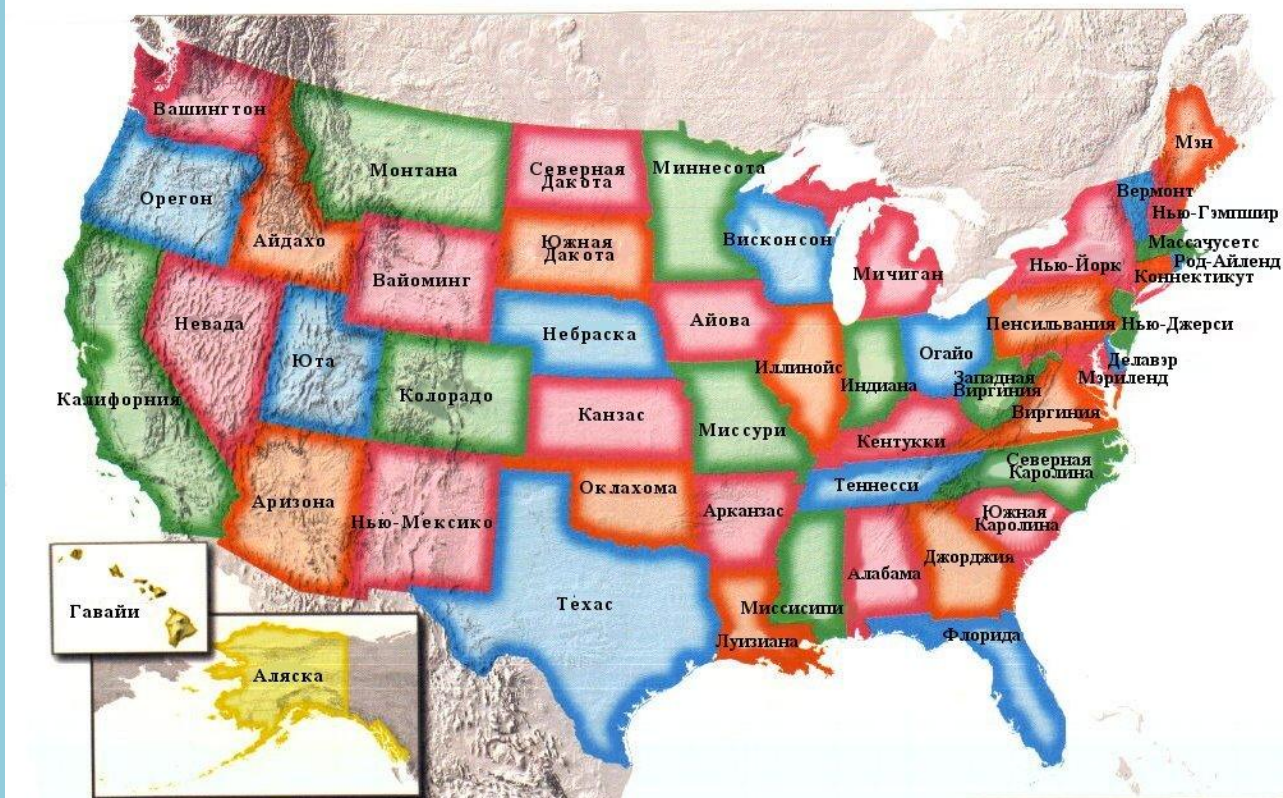 Вашингтон
Орегон
Айдахо
Монтана
Северная
Дакота
Миннесота
Южная
Дакота
Висконсон
Мичиган
Мэн
Вермонт
Нью-Гэмпшир
Массачусетс
Род-Айленд
Коннектикут
Нью-Йорк
Вайоминг
Невада
Юта
Небраска
Айова
Иллинойс
Индиана
Огайо
Пенсильвания
Нью-Джерси
Делавэр
Мэриленд
Западная
Виргиния
Виргиния
Калифорния
Колорадо
Канзас
Миссури
Кентукки
Северная
Каролина
Теннесси
Южная
Каролина
Аризона
Нью-Мексико
Оклахома
Арканзас
Джорджия
Алабама
Миссисипи
Техас
Луизиана
Флорида
Гавайи
Аляска